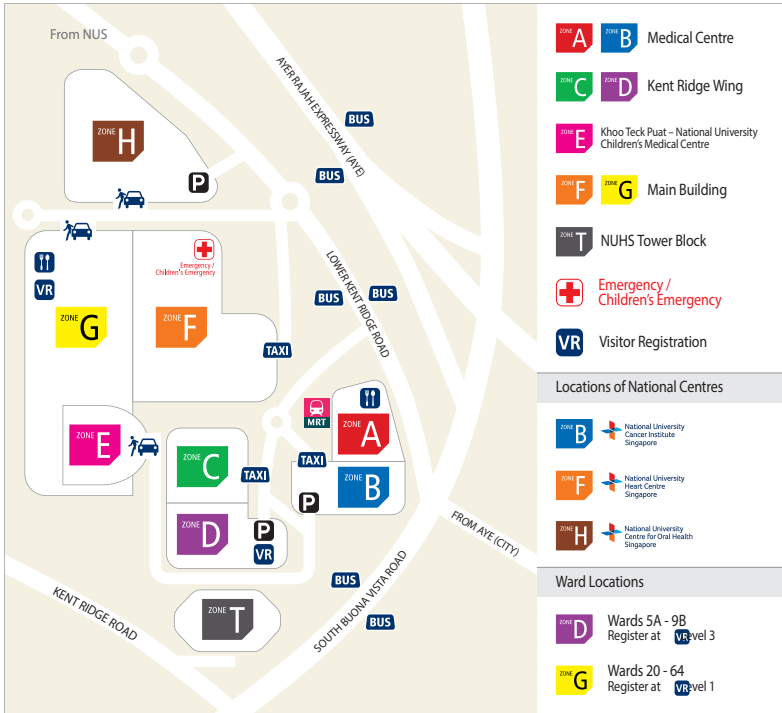 From NUS
AYER RAJAH EXPRESSWAY (AYE)
BUS
ZONE H
P
BUS
Emergency /
Children's Emergency
VR
ZONE G
ZONE F
LOWER KENT RIDGE ROAD
BUS
BUS
TAXI
MRT
ZONE A
ZONE E
ZONE C
TAXI
TAXI
ZONE B
P
ZONE D
P
VR
FROM AYE (CITY)
BUS
KENT RIDGE ROAD
ZONE T
SOUTH BUONA VISTA ROAD
BUS
ZONE A ZONE B Medical Centre
ZONE C ZONE D Kent Ridge Wing
ZONE E Khoo Teck Puat – National University
Children's Medical Centre
ZONE F ZONE G Main Building
ZONE T NUHS Tower Block
Emergency /
Children's Emergency
VR Visitor Registration
Locations of National Centres
ZONE B National University
Cancer Institute
Singapore
ZONE F National University
Heart Centre
Singapore
ZONE H National University
Centre for Oral Health
Singapore
Ward Locations
ZONE D Wards 5A - 9B
Register at VR evel 3
ZONE G Wards 20 - 64
Register at VR evel 1